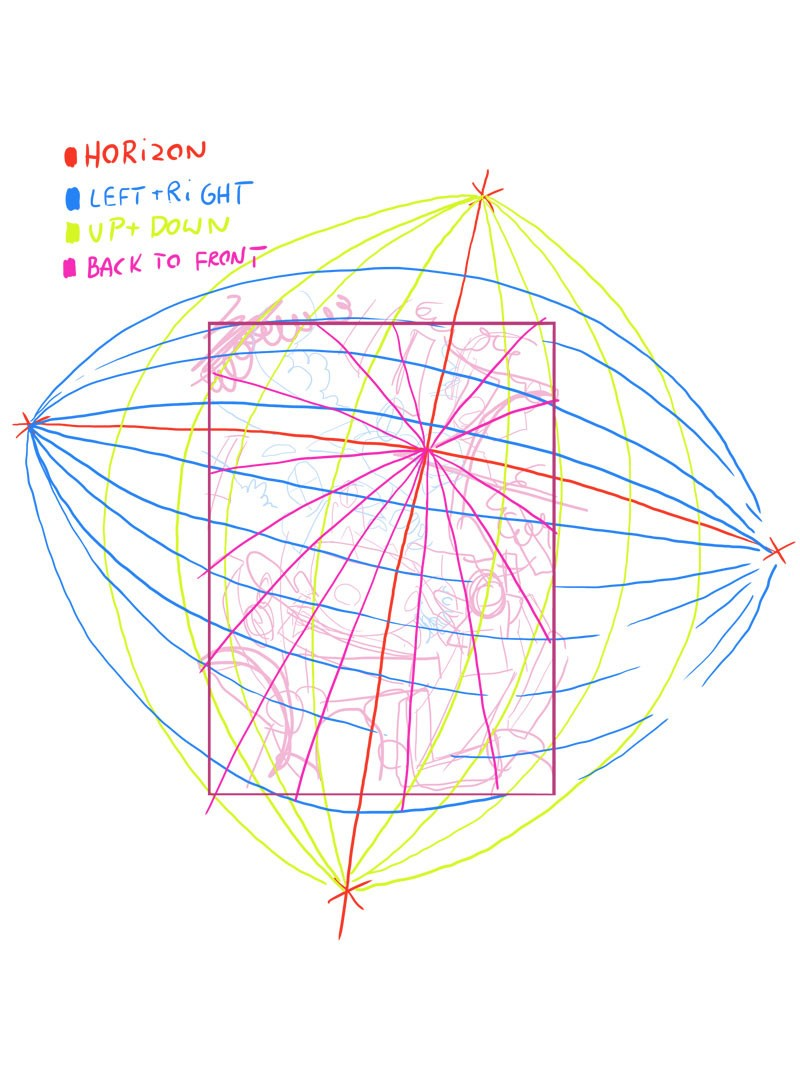 HORiZON
LEFT + RiGHT
UP + DOWN
BACK TO FRONT